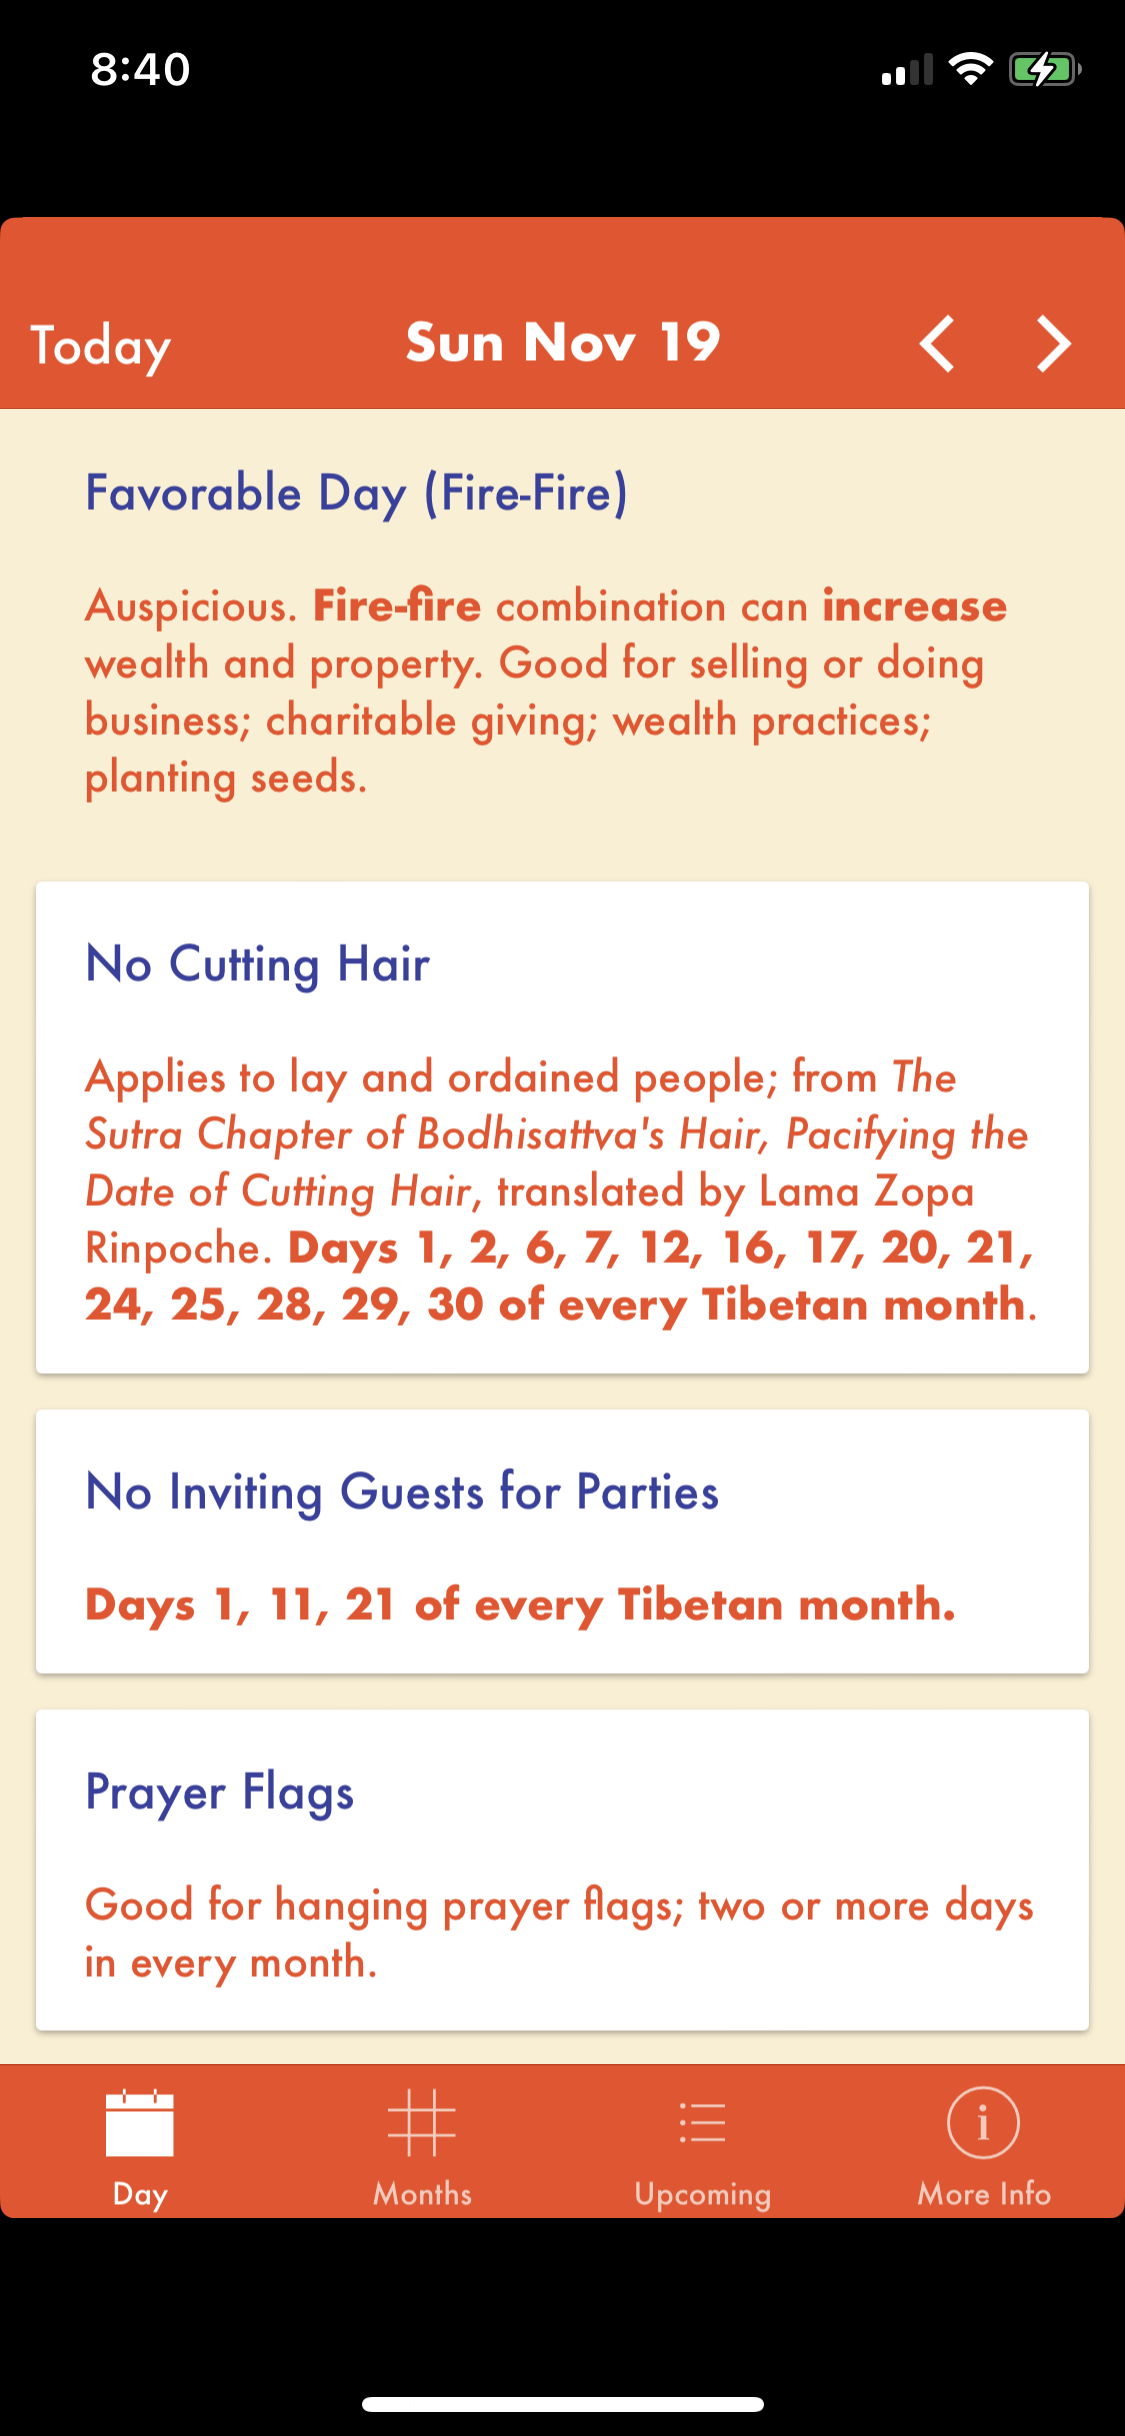 8:40
Today
Sun Nov 19
Favorable Day (Fire-Fire)
Auspicious. Fire-fire combination can increase
wealth and property. Good for selling or doing
business; charitable giving; wealth practices;
planting seeds.
No Cutting Hair
Applies to lay and ordained people; from The
Sutra Chapter of Bodhisattva's Hair, Pacifying the
Date of Cutting Hair, translated by Lama Zopa
Rinpoche. Days 1, 2, 6, 7, 12, 16, 17, 20, 21,
24, 25, 28, 29, 30 of every Tibetan month.
No Inviting Guests for Parties
Days 1, 11, 21 of every Tibetan month.
Prayer Flags
Good for hanging prayer flags; two or more days
in every month.
Day
Months
Upcoming
More Info